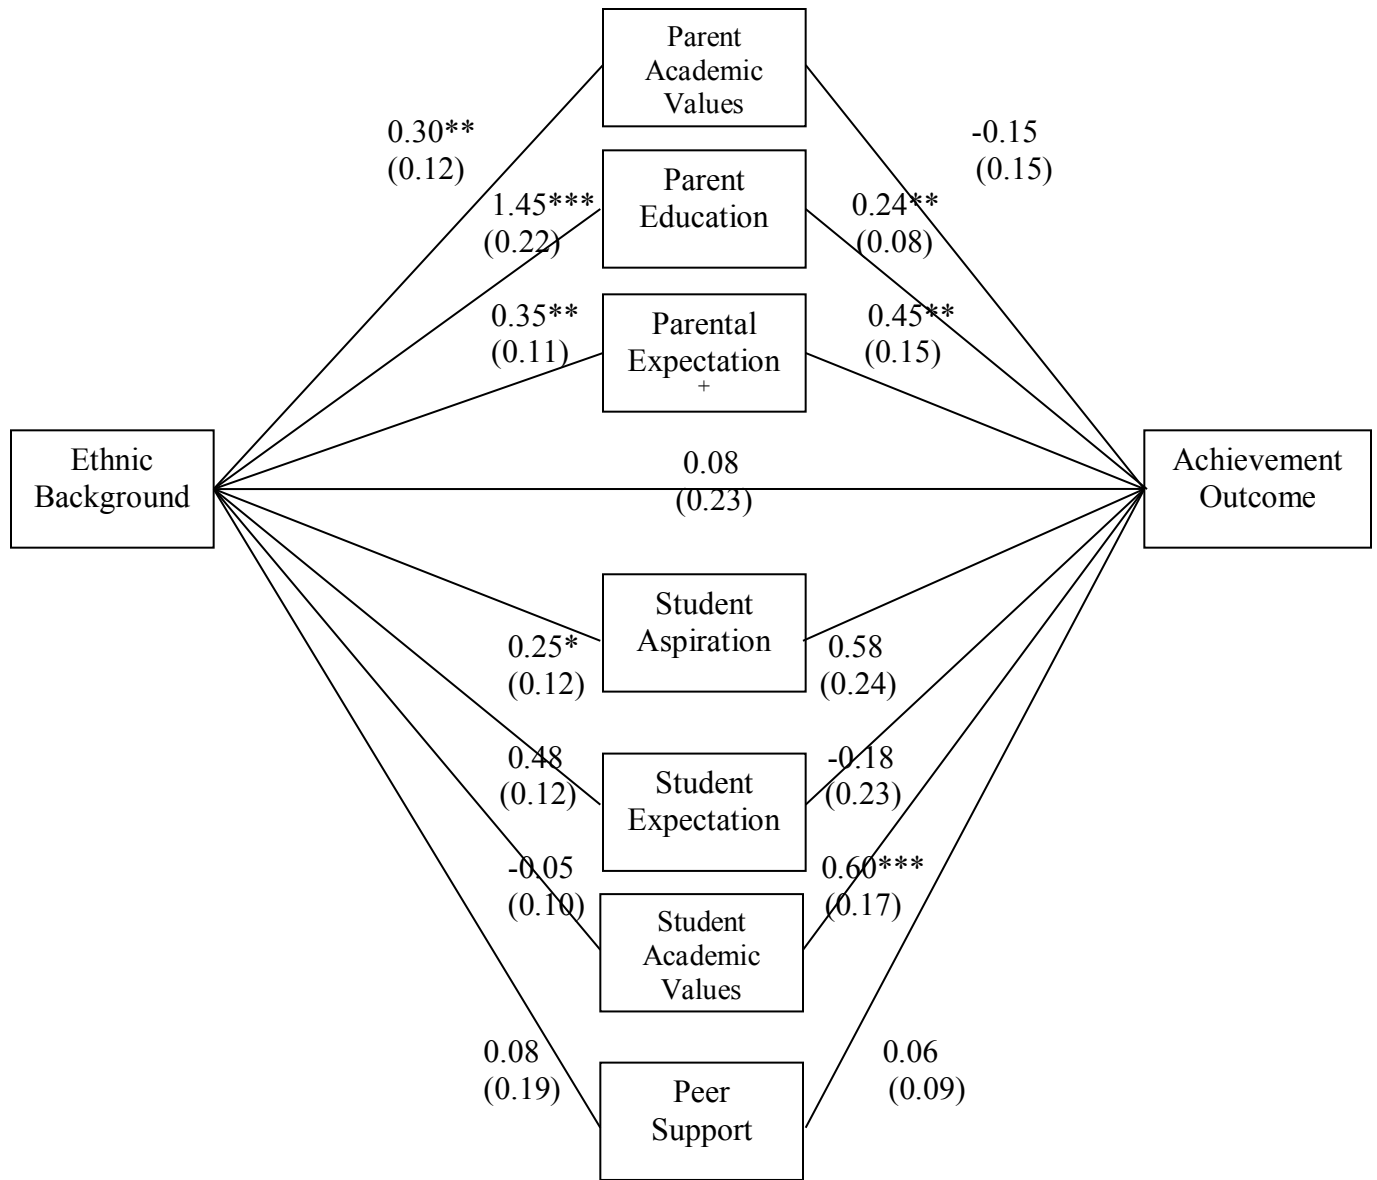 Parent
Academic
Values
0.30**
(0.12)
-0.15
(0.15)
Parent
Education
1.45***
(0.22)
0.24**
(0.08)
Parental
Expectation
+
0.35**
(0.11)
0.45**
(0.15)
Ethnic
Background
0.08
(0.23)
Achievement
Outcome
Student
Aspiration
0.25*
(0.12)
0.58
(0.24)
Student
Expectation
0.48
(0.12)
-0.18
(0.23)
-0.05
(0.10)
0.60***
(0.17)
Student
Academic
Values
0.08
(0.19)
0.06
(0.09)
Peer
Support